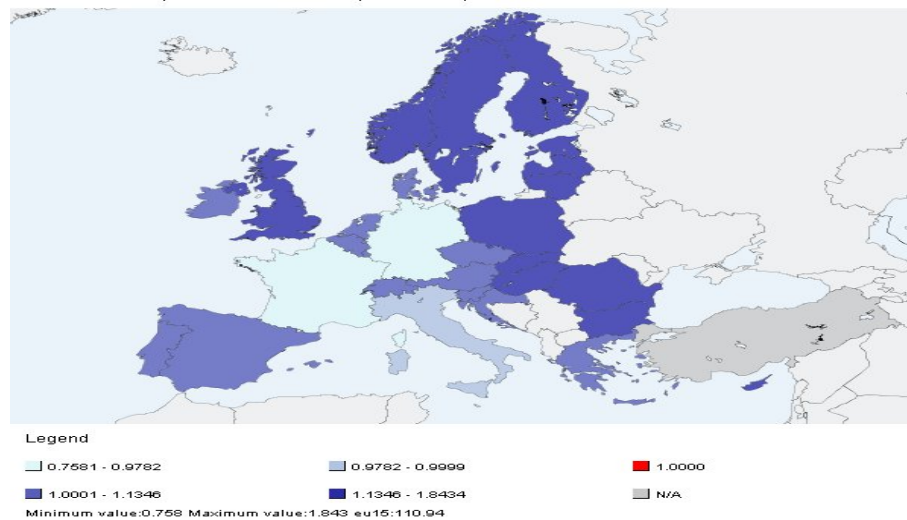 Legend
0.7581 - 0.9782 0.9782 - 0.9999 1.0000
1.0001 - 1.1346 1.1346 - 1.8434 N/A
Minimum value:0.758 Maximum value:1.843 eu15:110.94